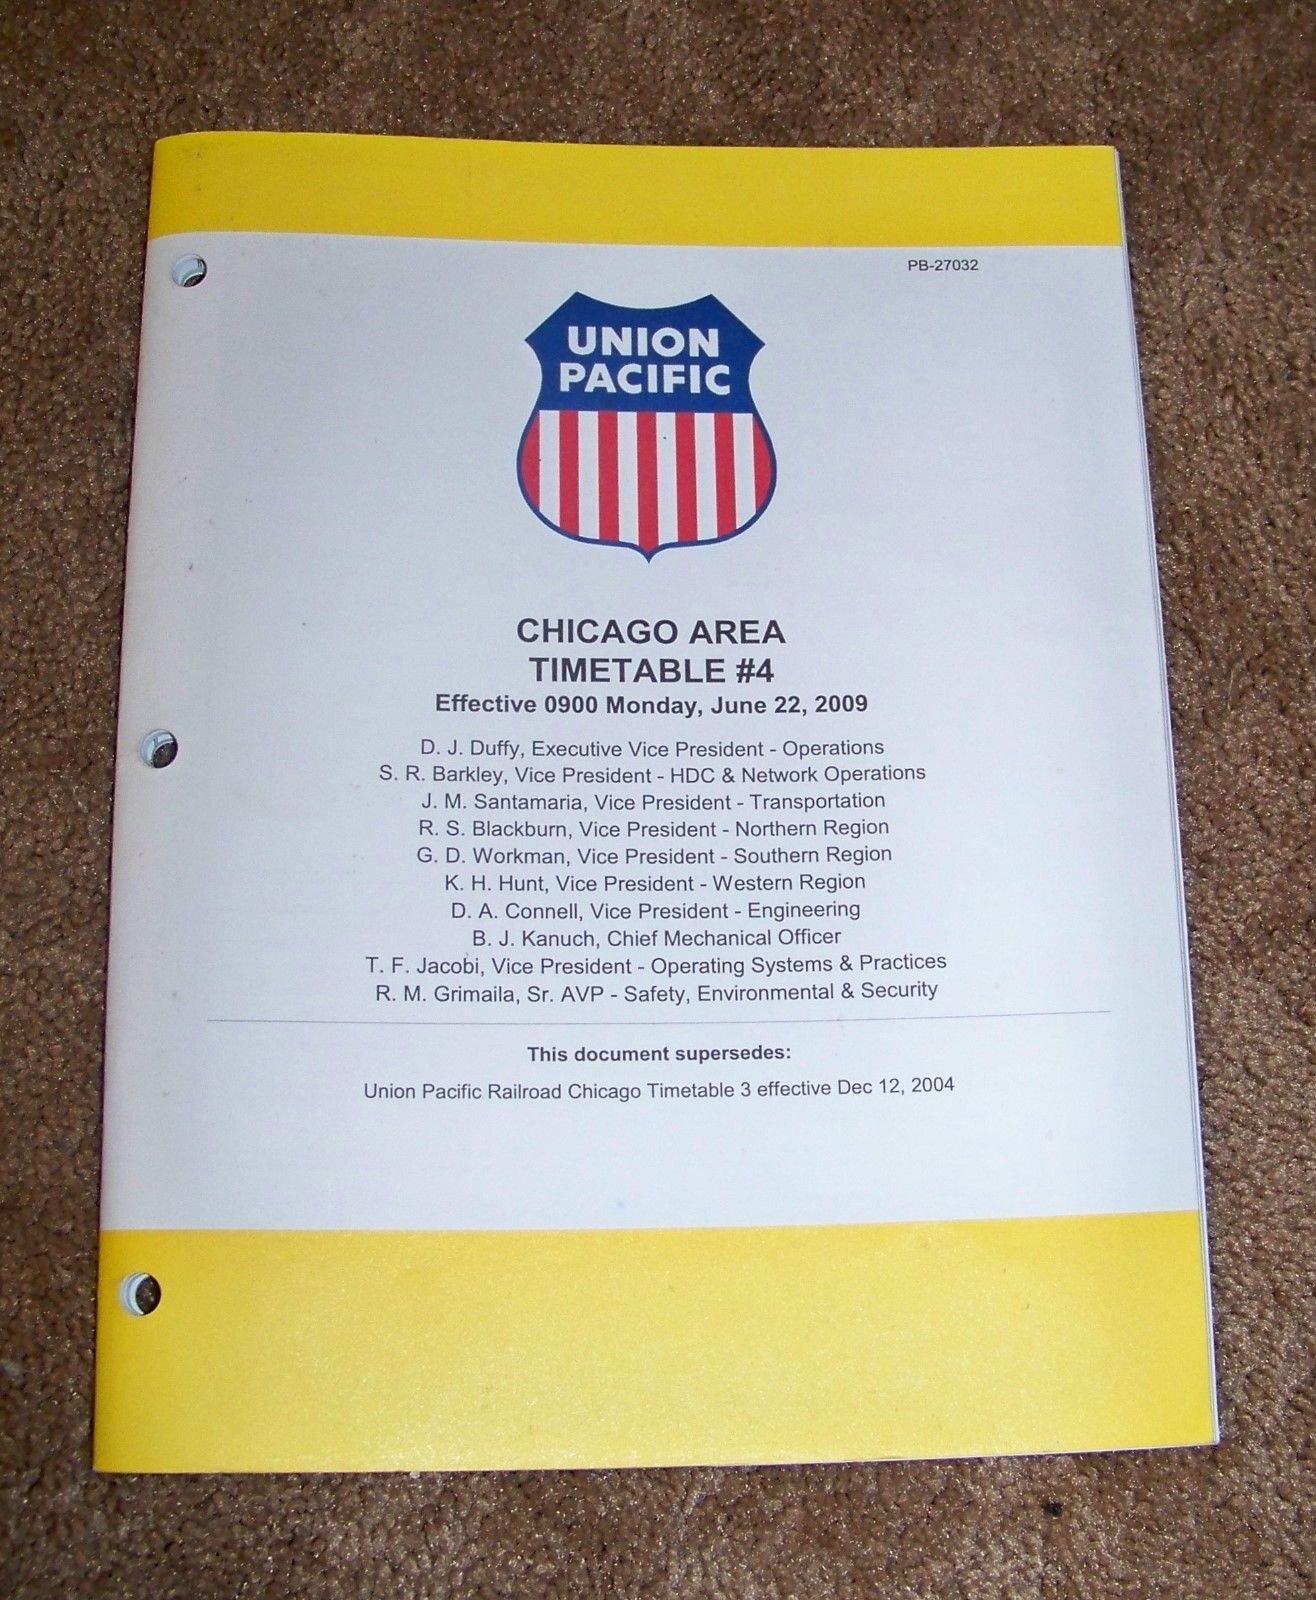 PB-27032
UNION
PACIFIC
CHICAGO AREA
TIMETABLE #4
Effective 0900 Monday, June 22, 2009
D. J. Duffy, Executive Vice President - Operations
S. R. Barkley, Vice President - HDC & Network Operations
J. M. Santamaria, Vice President - Transportation
R. S. Blackburn, Vice President - Northern Region
G. D. Workman, Vice President - Southern Region
K. H. Hunt, Vice President - Western Region
D. A. Connell, Vice President - Engineering
B. J. Kanuch, Chief Mechanical Officer
T. F. Jacobi, Vice President - Operating Systems & Practices
R. M. Grimaila, Sr. AVP - Safety, Environmental & Security
This document supersedes:
Union Pacific Railroad Chicago Timetable 3 effective Dec 12, 2004